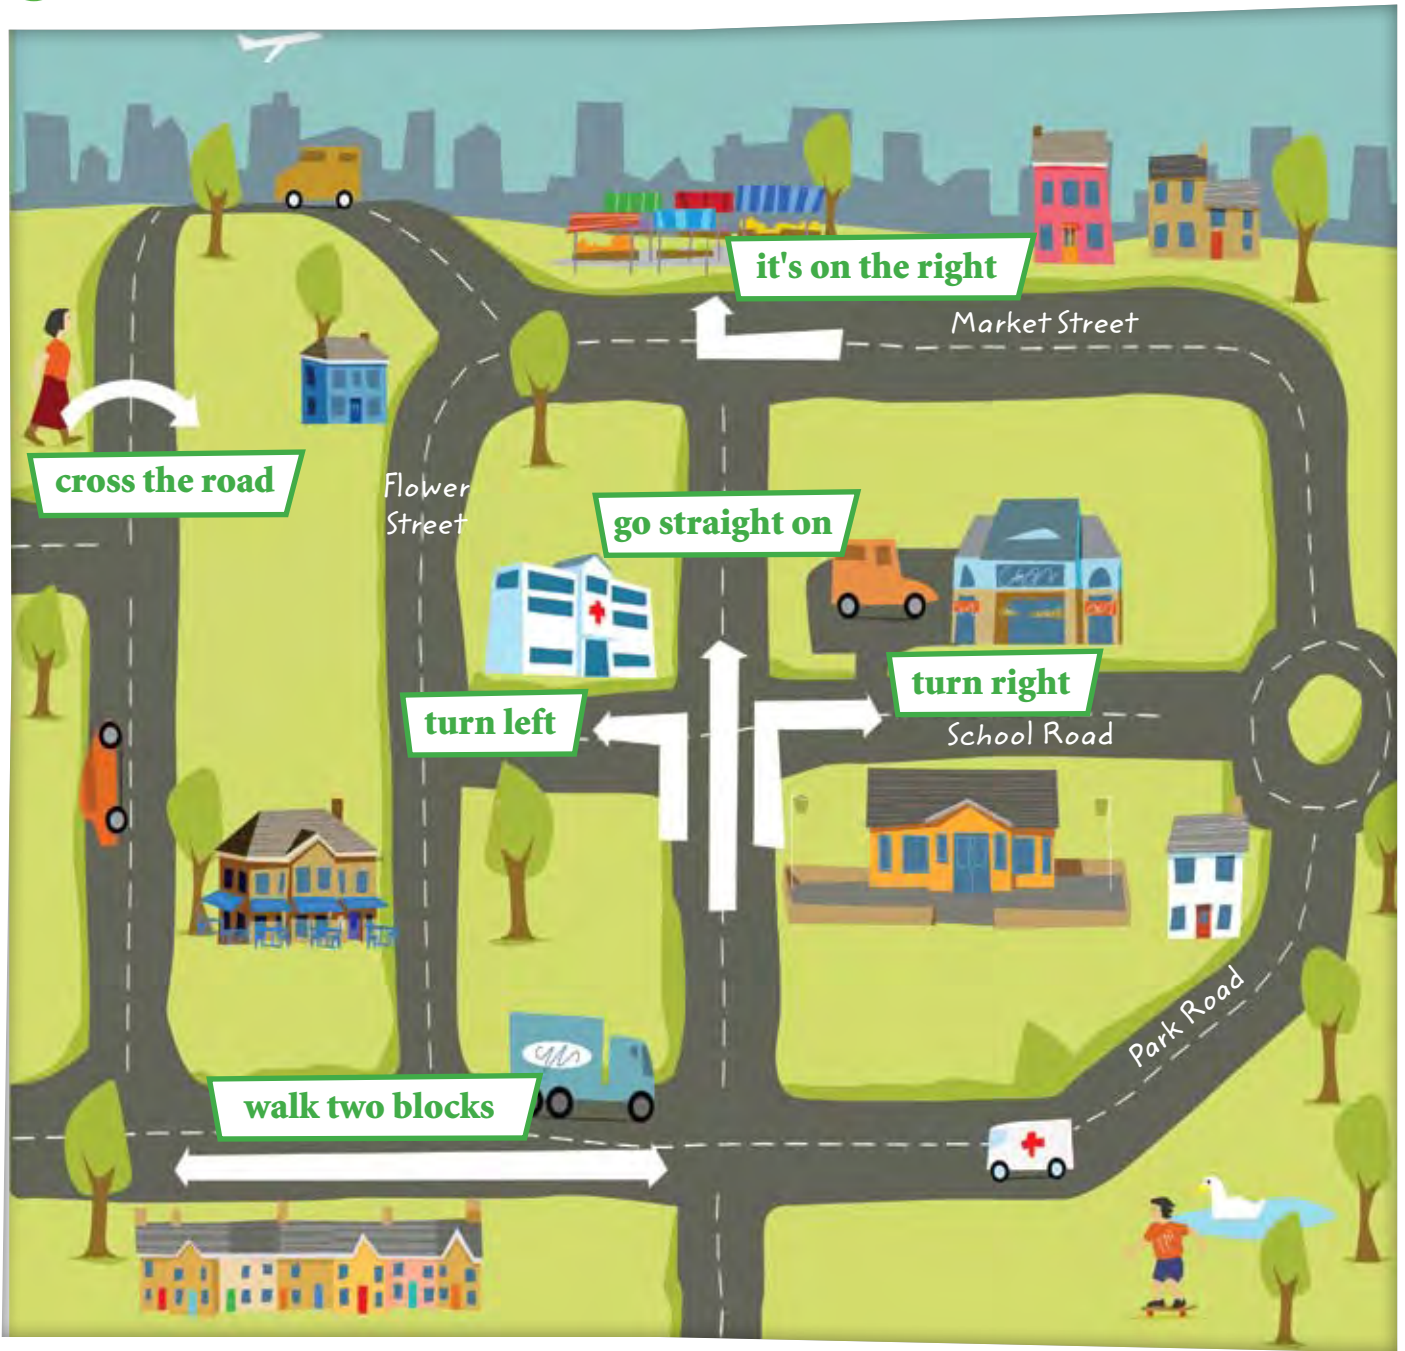 it's on the right
Market Street
cross the road
Flower
Street
go straight on
turn right
turn left
School Road
Park Road
walk two blocks